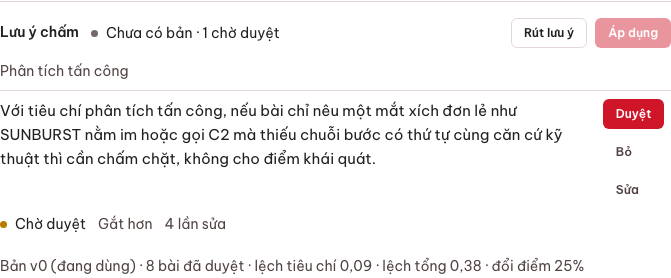 Lưu ý chấm Chưa có bản · 1 chờ duyệt Rút lưu ý Áp dụng
Phân tích tấn công
Với tiêu chí phân tích tấn công, nếu bài chỉ nêu một mắt xích đơn lẻ như Duyệt
SUNBURST nằm im hoặc gọi C2 mà thiếu chuỗi bước có thứ tự cùng căn cứ kỹ
thuật thì cần chấm chặt, không cho điểm khái quát.
Bỏ
Sửa
Chờ duyệt Gắt hơn 4 lần sửa
Bản v0 (đang dùng) · 8 bài đã duyệt · lệch tiêu chí 0,09 · lệch tổng 0,38 · đổi điểm 25%